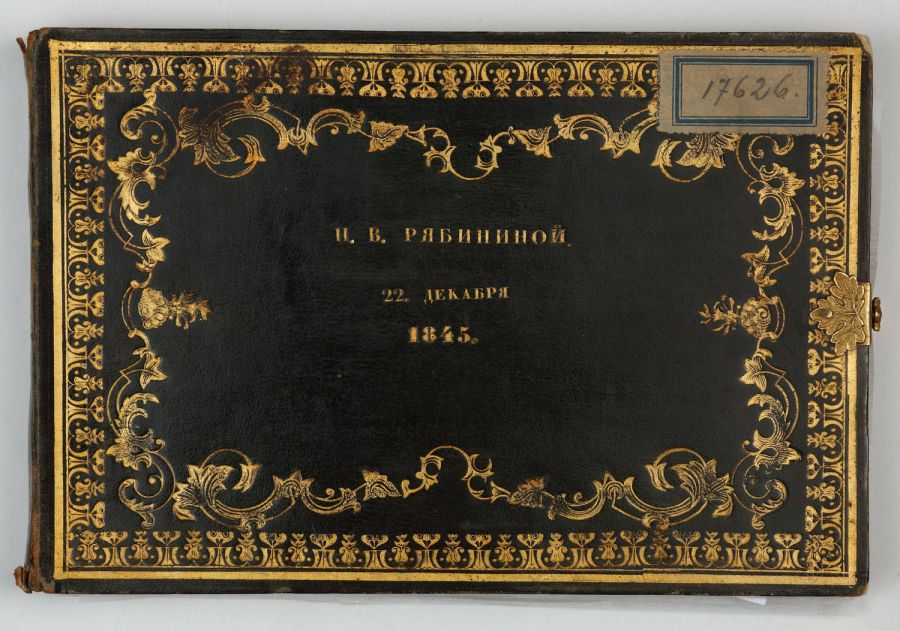 17626.
Н. В. РЯБИНИНОЙ.
22. ДЕКАБРЯ
1845.